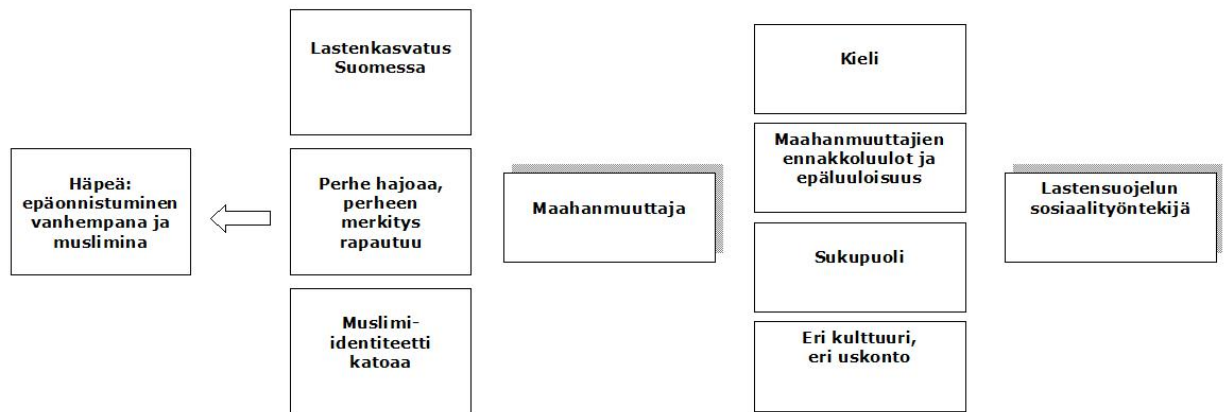 Häpeä:
epäonnistuminen
vanhempana ja
muslimina
Lastenkasvatus
Suomessa
Perhe hajoaa,
perheen
merkitys
rapautuu
Muslimi-
identiteetti
katoaa
Maahanmuuttaja
Kieli
Maahanmuuttajien
ennakkoluulot ja
epäluuloisuus
Sukupuoli
Eri kulttuuri,
eri uskonto
Lastensuojelun
sosiaalityöntekijä